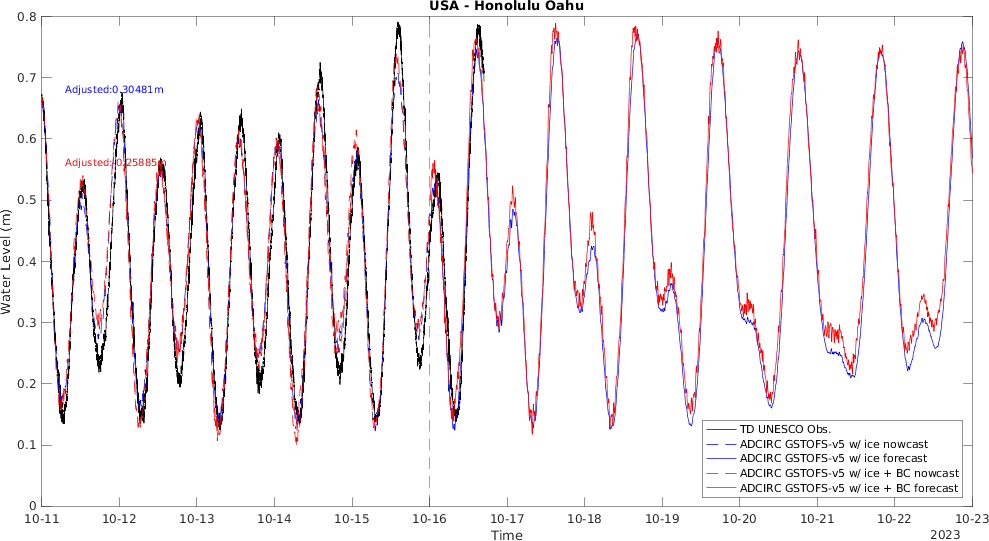 USA - Honolulu Oahu
0.8
0.7
0.6
0.5
0.4
0.3
0.2
0.1
0
Water Level (m)
Adjusted:0.30481m
Adjusted:-0.25885m
TD UNESCO Obs.
ADCIRC GSTOFS-v5 w/ ice nowcast
ADCIRC GSTOFS-v5 w/ ice forecast
ADCIRC GSTOFS-v5 w/ ice + BC nowcast
ADCIRC GSTOFS-v5 w/ ice + BC forecast
10-11 10-12 10-13 10-14 10-15 10-16 10-17 10-18 10-19 10-20 10-21 10-22 10-23
Time
2023